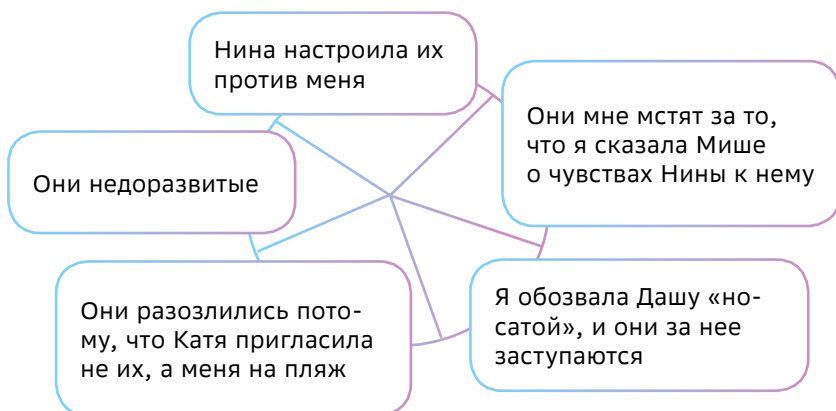 Нина настроила их
против меня
Они мне мстят за то,
что я сказала Мише
о чувствах Нины к нему
Они недоразвитые
Они разозлились пото-
му, что Катя пригласила
не их, а меня на пляж
Я обозвала Дашу «но-
сатой», и они за нее
заступаются